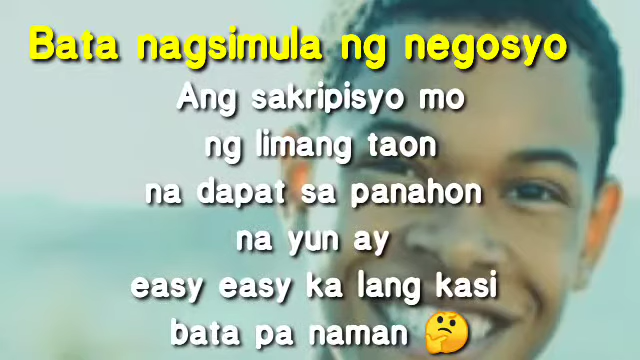 Bata nagsimula ng negosyo
Ang sakripisyo mo
ng limang taon
na dapat sa panahon
na yun ay
easy easy ka lang kasi
bata pa naman 🤔